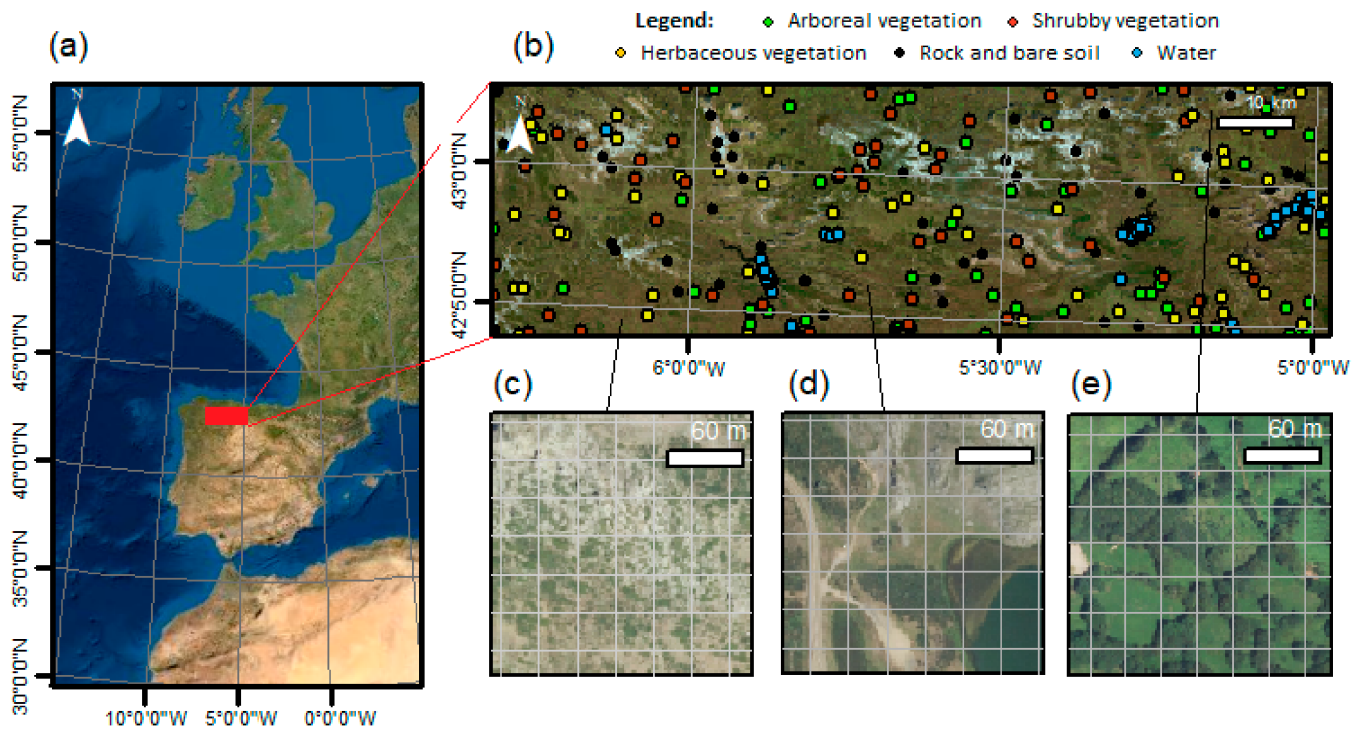 Legend: Arboreal vegetation Shrubby vegetation
Herbaceous vegetation Rock and bare soil Water
(a)
(b)
N
55°0'0"N
50°0'0"N
45°0'0"N
40°0'0"N
35°0'0"N
30°0'0"N
10°0'0"W 5°0'0"W 0°0'0"W
N
10 km
43°0'0"N
42°50'0"N
6°0'0"W 5°30'0"W 5°0'0"W
(c) (d) (e)
60 m 60 m 60 m